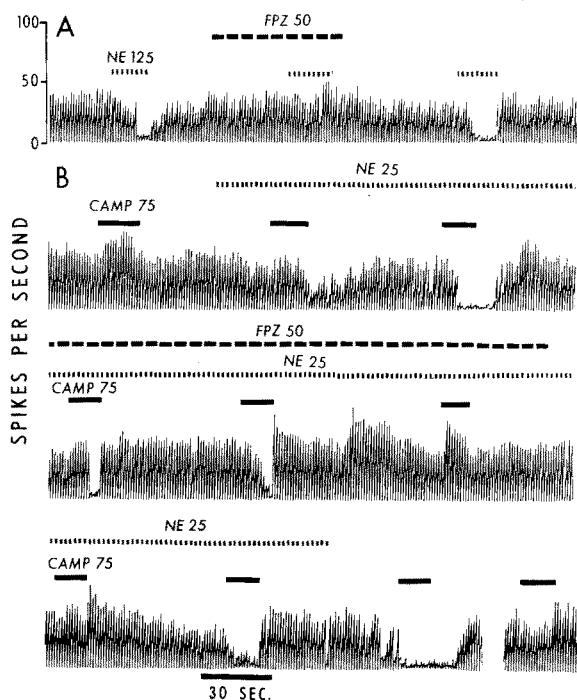 A
100
FPZ 50
NE 125
50
0
B
NE 25
CAMP 75
SPIKES PER SECOND
FPZ 50
NE 25
CAMP 75
NE 25
CAMP 75
30 SEC.